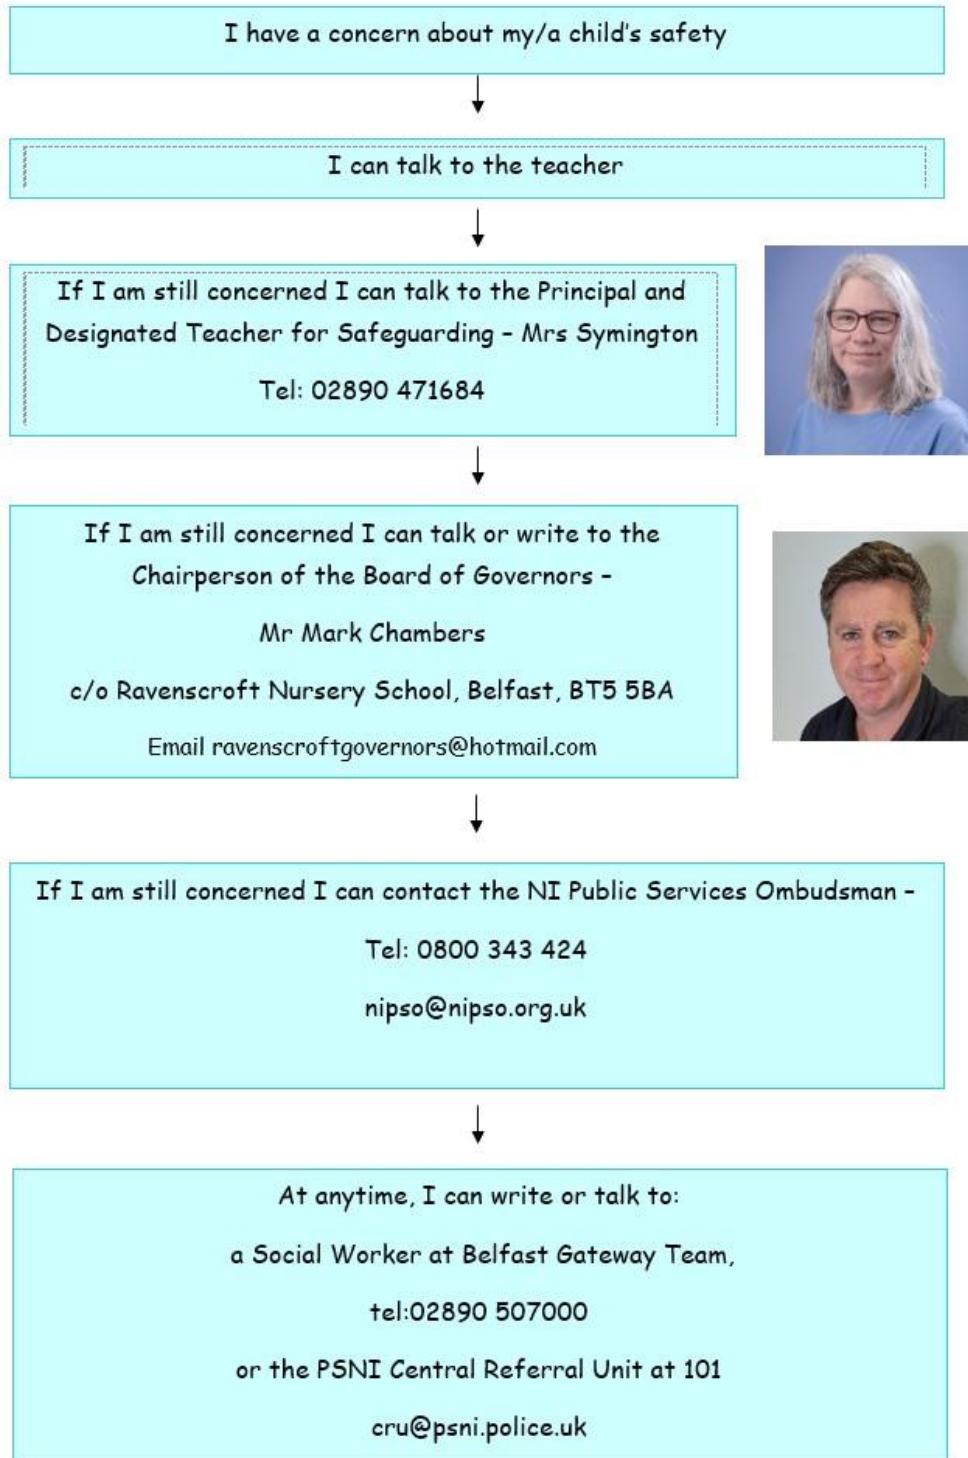 I have a concern about my/a child's safety
I can talk to the teacher
If I am still concerned I can talk to the Principal and
Designated Teacher for Safeguarding – Mrs Symington
Tel: 02890 471684
If I am still concerned I can talk or write to the
Chairperson of the Board of Governors –
Mr Mark Chambers
c/o Ravenscroft Nursery School, Belfast, BT5 5BA
Email ravenscroftgovernors@hotmail.com
If I am still concerned I can contact the NI Public Services Ombudsman –
Tel: 0800 343 424
nipso@nipso.org.uk
At anytime, I can write or talk to:
a Social Worker at Belfast Gateway Team,
tel:02890 507000
or the PSNI Central Referral Unit at 101
cru@psni.police.uk